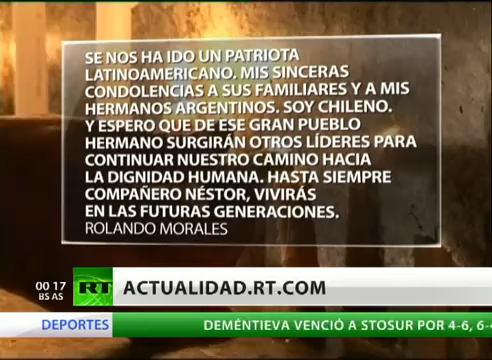 SE NOS HA IDO UN PATRIOTA
LATINOAMERICANO. MIS SINCERAS
CONDOLENCIAS A SUS FAMILIARES Y A MIS
HERMANOS ARGENTINOS. SOY CHILENO.
Y ESPERO QUE DE ESE GRAN PUEBLO
HERMANO SURGIRÁN OTROS LÍDERES PARA
CONTINUAR NUESTRO CAMINO HACIA
LA DIGNIDAD HUMANA. HASTA SIEMPRE
COMPAÑERO NÉSTOR, VIVIRÁS
EN LAS FUTURAS GENERACIONES.
ROLANDO MORALES
00:17
BS AS
RT
ACTUALIDAD.RT.COM
DEPORTES
DEMÉNTIEVA VENCIÓ A STOSUR POR 4-6, 6-